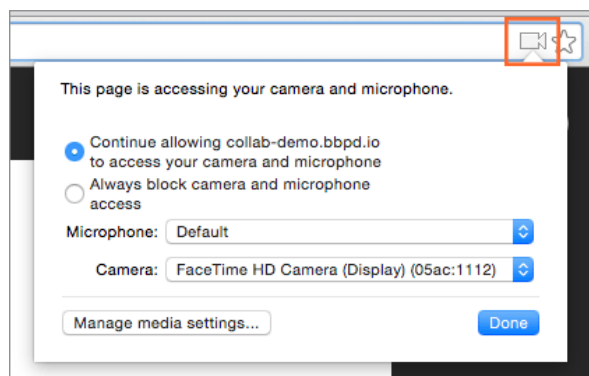 This page is accessing your camera and microphone.
Continue allowing collab-demo.bbpd.io
to access your camera and microphone
Always block camera and microphone
access
Microphone: Default
Camera: FaceTime HD Camera (Display) (05ac:1112)
Manage media settings... Done